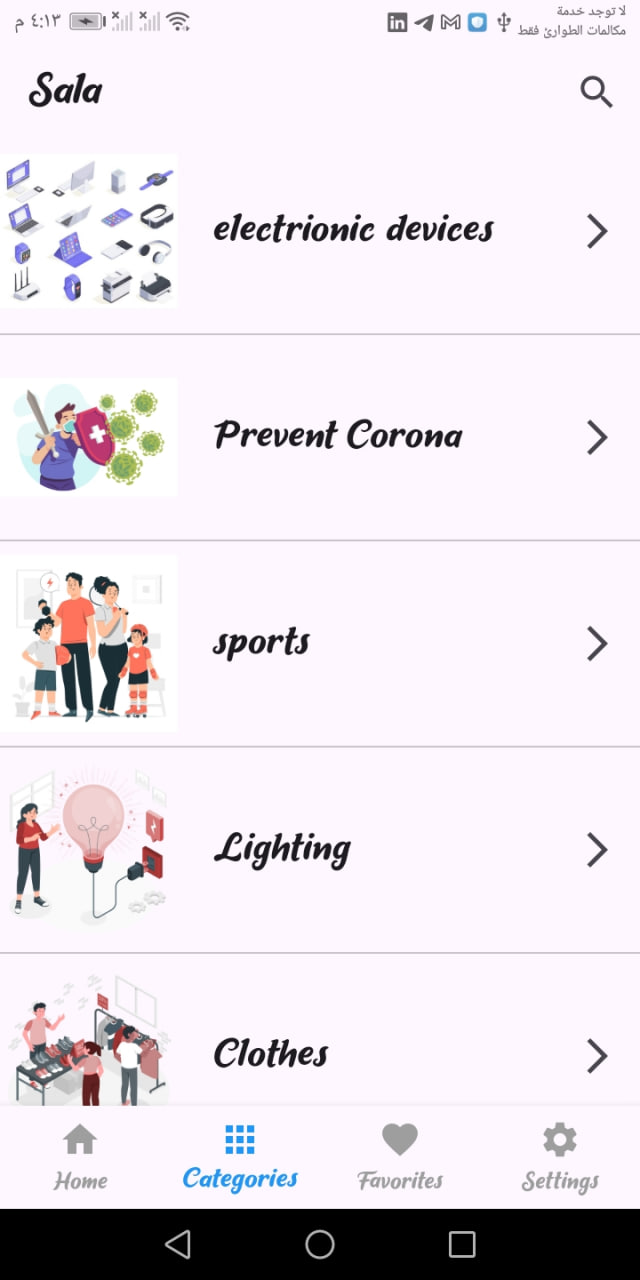 م ٤:١٣
لا توجد خدمة
مكالمات الطوارئ فقط
Sala
electrionic devices
Prevent Corona
sports
Lighting
Clothes
Home
Categories
Favorites
Settings